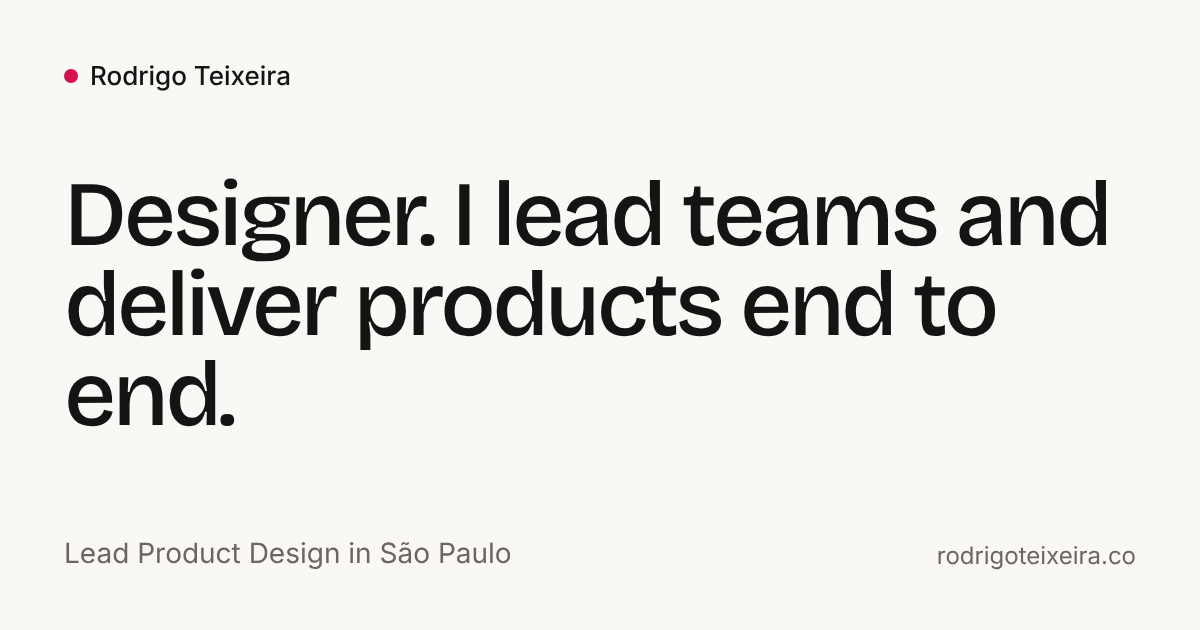 Rodrigo Teixeira
Designer. I lead teams and
deliver products end to
end.
Lead Product Design in São Paulo
rodrigoteixeira.co